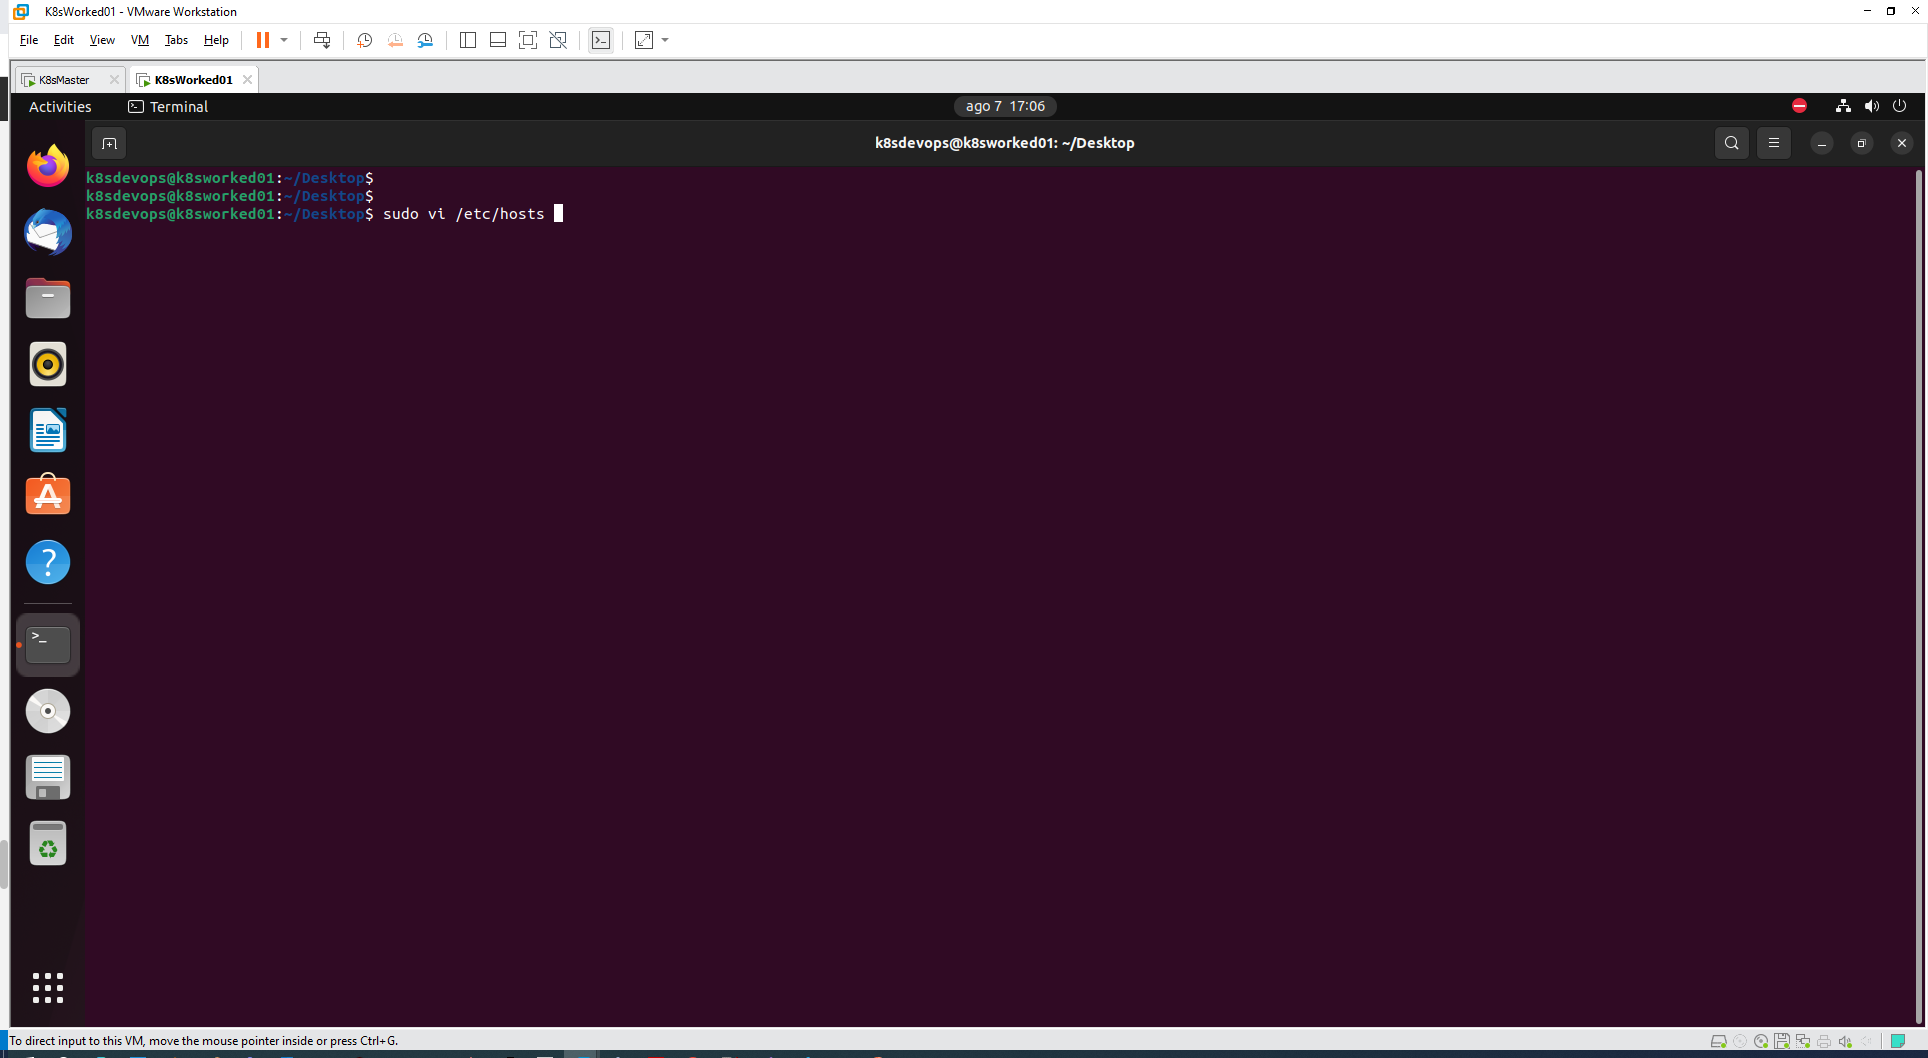 K8sWorked01 - VMware Workstation
File Edit View VM Tabs Help
K8sMaster K8sWorked01
Activities Terminal ago 7 17:06
k8sdevops@k8sworked01: ~/Desktop
k8sdevops@k8sworked01:~/Desktop$
k8sdevops@k8sworked01:~/Desktop$
k8sdevops@k8sworked01:~/Desktop$ sudo vi /etc/hosts
To direct input to this VM, move the mouse pointer inside or press Ctrl+G.